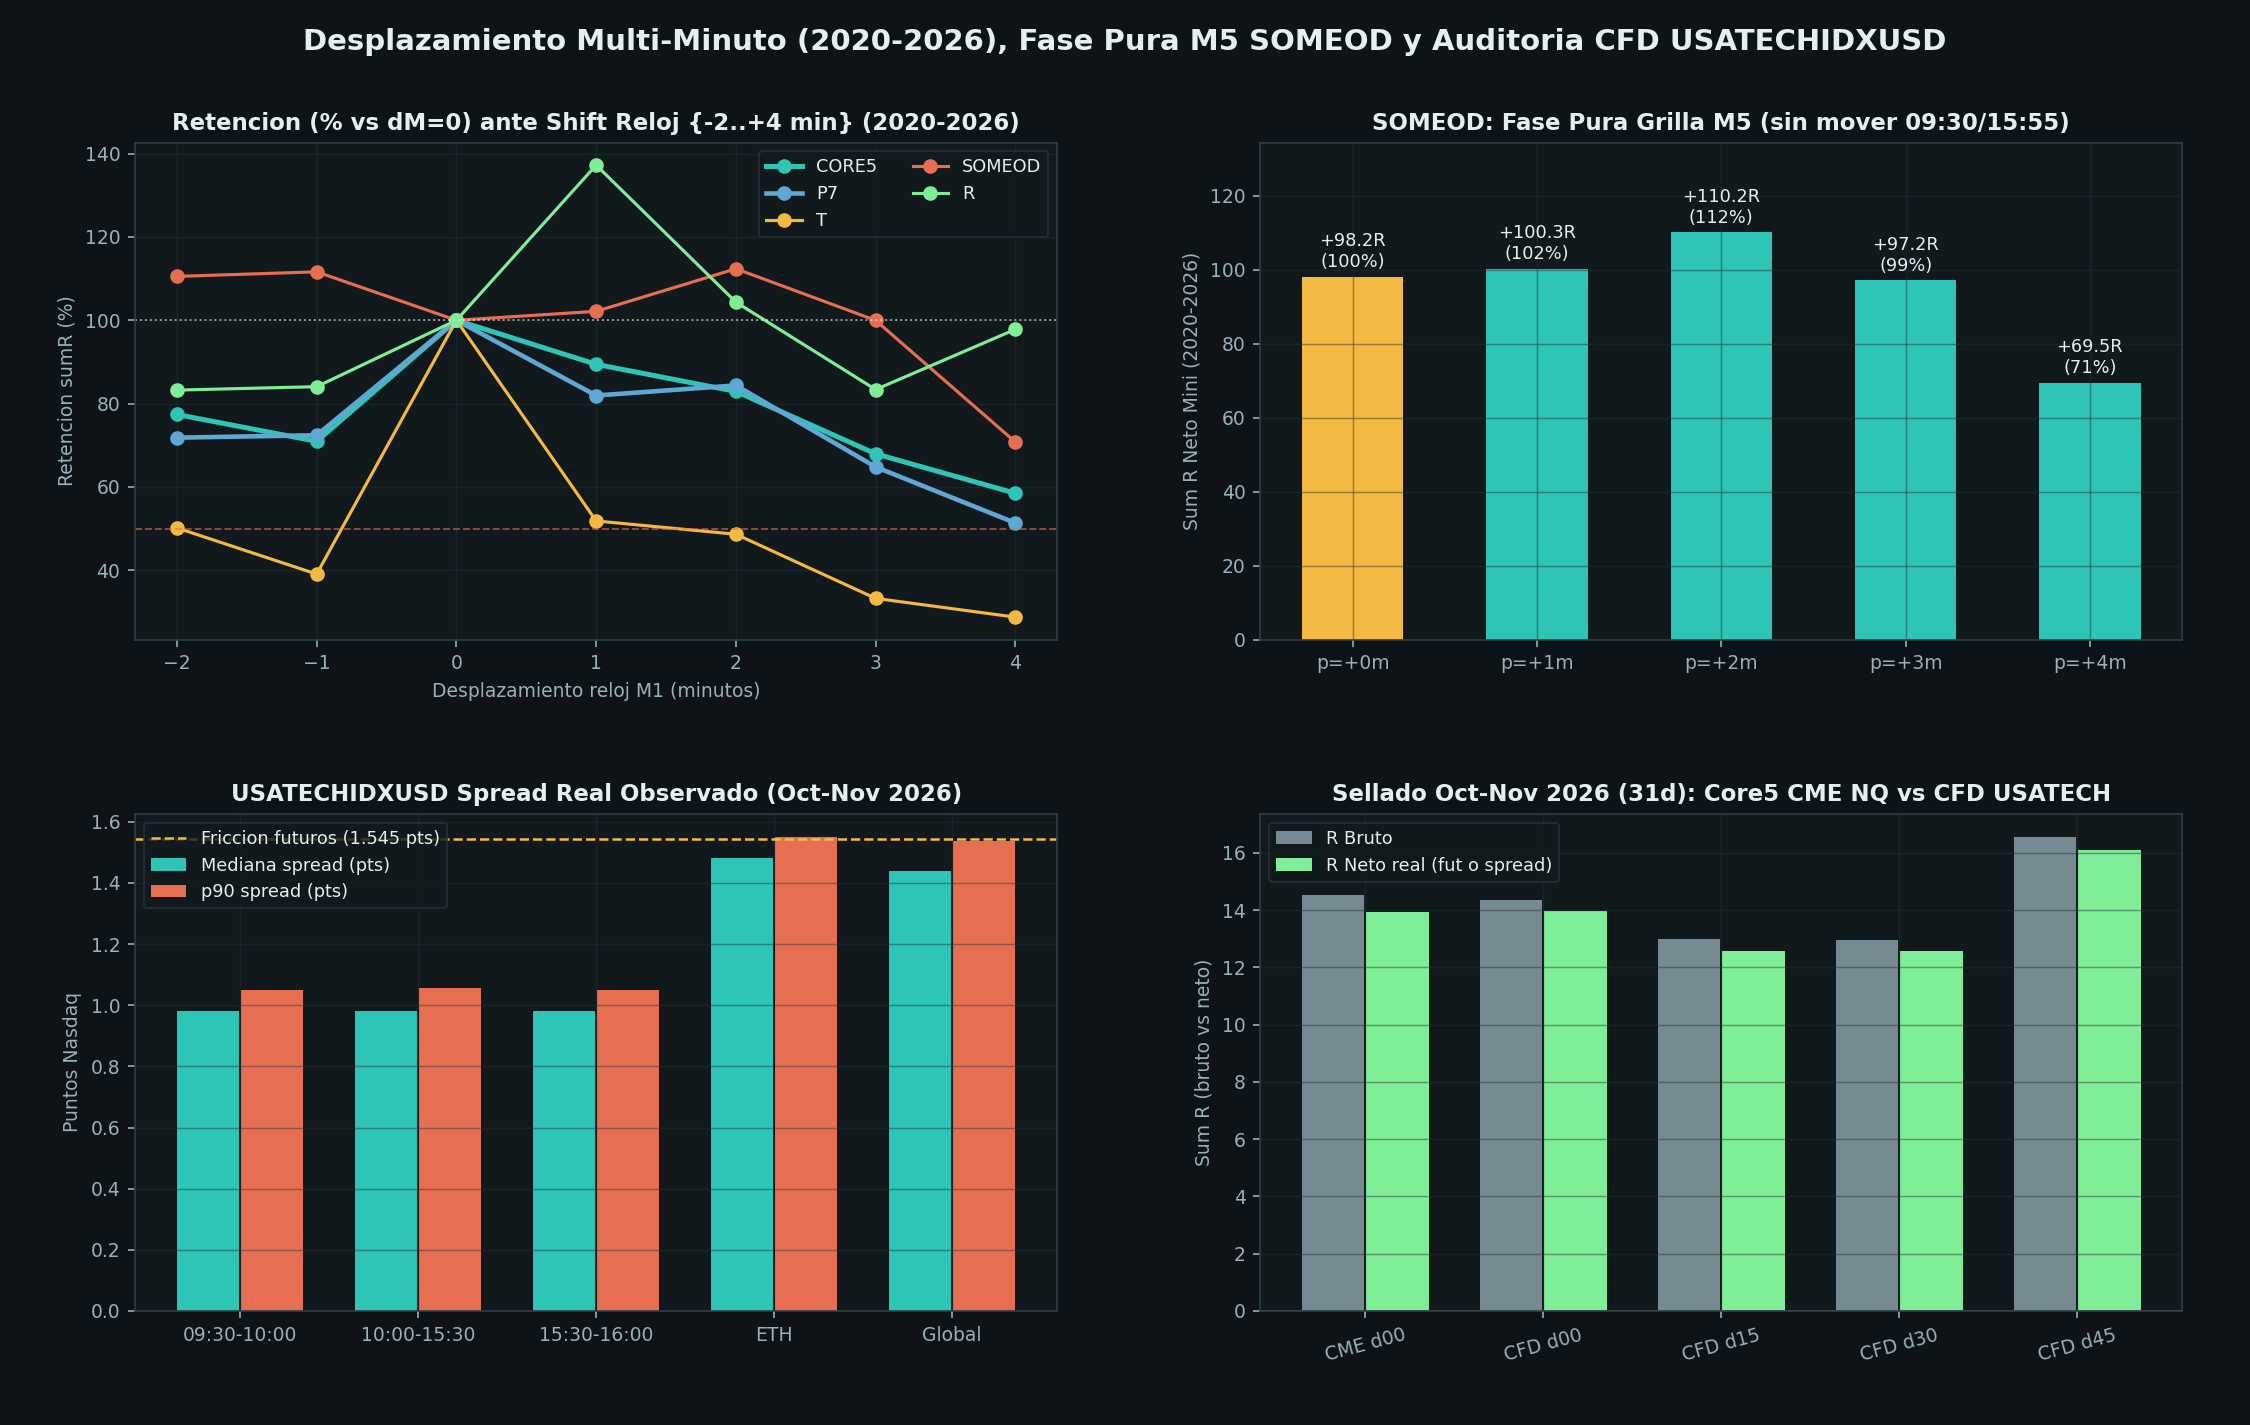 Desplazamiento Multi-Minuto (2020-2026), Fase Pura M5 SOMEOD y Auditoria CFD USATECHIDXUSD
Retencion (% vs dM=0) ante Shift Reloj {-2..+4 min} (2020-2026)
Retencion sumR (%)
140
120
100
80
60
40
CORE5
P7
T
SOMEOD
R
−2
−1
0
1
2
3
4
Desplazamiento reloj M1 (minutos)
SOMEOD: Fase Pura Grilla M5 (sin mover 09:30/15:55)
Sum R Neto Mini (2020-2026)
120
100
80
60
40
20
0
+98.2R
(100%)
+100.3R
(102%)
+110.2R
(112%)
+97.2R
(99%)
+69.5R
(71%)
p=+0m
p=+1m
p=+2m
p=+3m
p=+4m
USATECHIDXUSD Spread Real Observado (Oct-Nov 2026)
Puntos Nasdaq
1.6
1.4
1.2
1.0
0.8
0.6
0.4
0.2
0.0
Friccion futuros (1.545 pts)
Mediana spread (pts)
p90 spread (pts)
09:30-10:00
10:00-15:30
15:30-16:00
ETH
Global
Sellado Oct-Nov 2026 (31d): Core5 CME NQ vs CFD USATECH
Sum R (bruto vs neto)
16
14
12
10
8
6
4
2
0
R Bruto
R Neto real (fut o spread)
CME d00
CFD d00
CFD d15
CFD d30
CFD d45